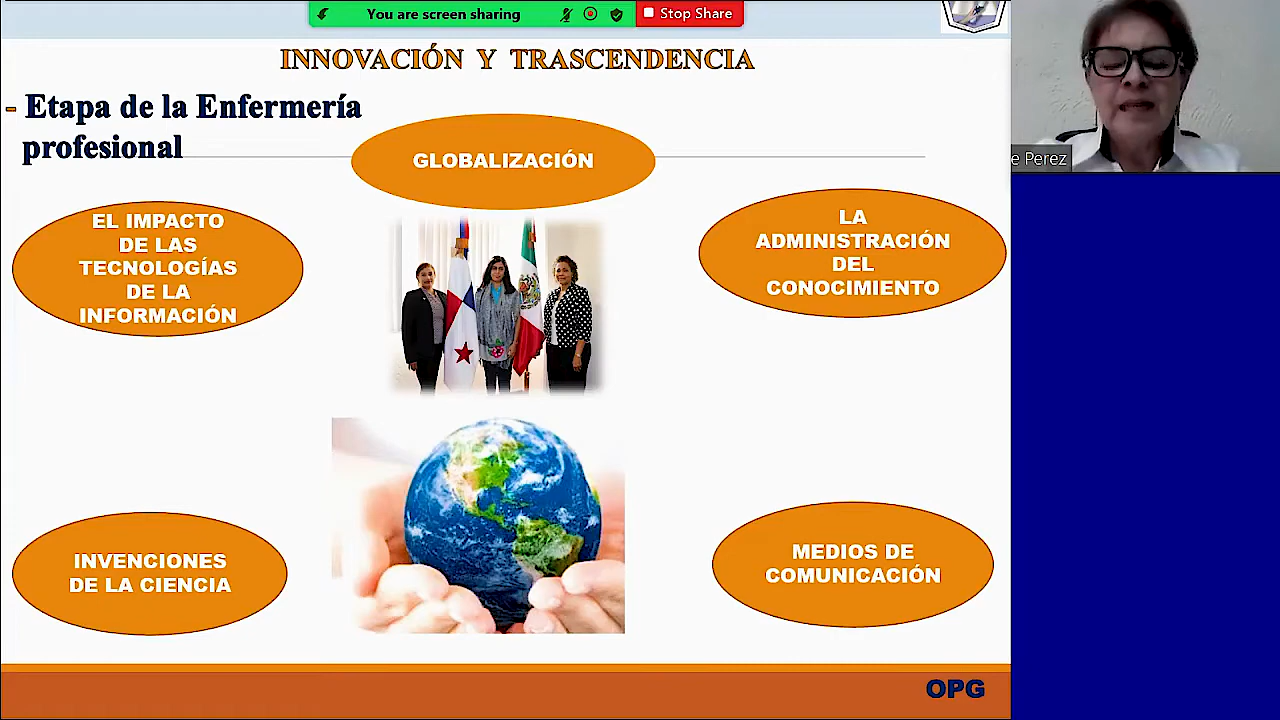 You are screen sharing
Stop Share
INNOVACIÓN Y TRASCENDENCIA
- Etapa de la Enfermería
profesional
GLOBALIZACIÓN
EL IMPACTO
DE LAS
TECNOLOGÍAS
DE LA
INFORMACIÓN
LA
ADMINISTRACIÓN
DEL
CONOCIMIENTO
INVENCIONES
DE LA CIENCIA
MEDIOS DE
COMUNICACIÓN
OPG
e Perez